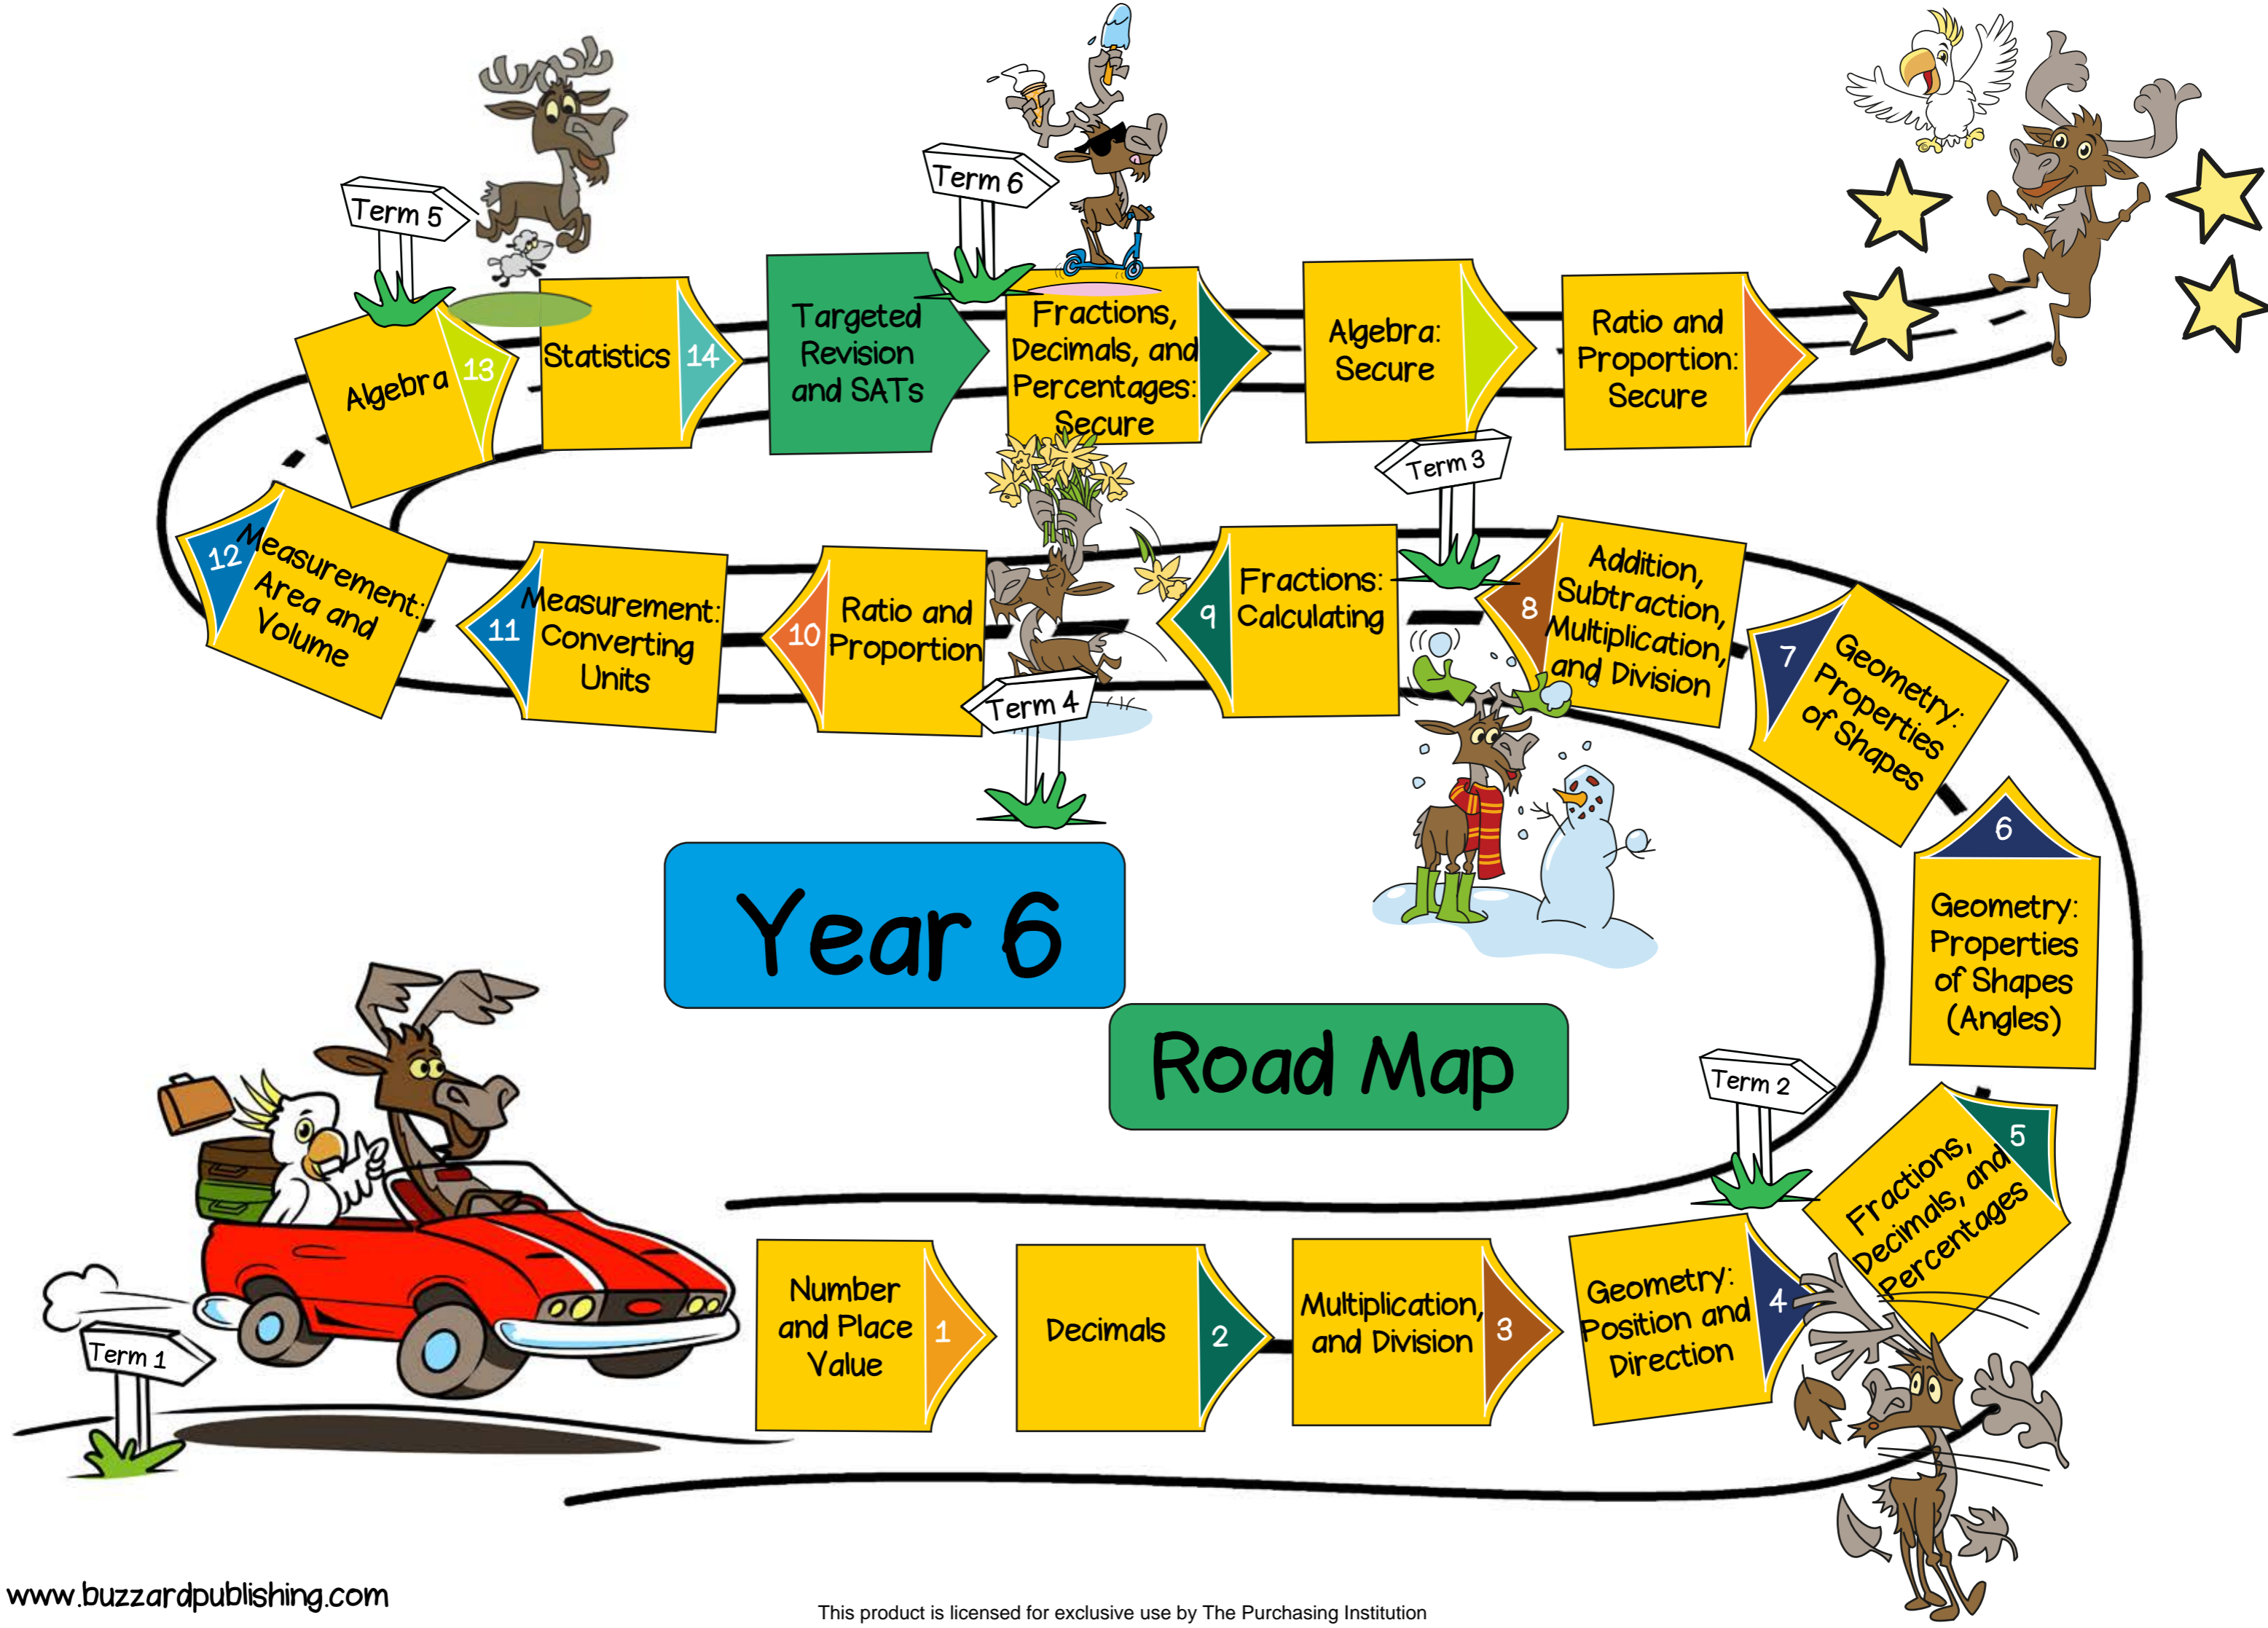 Term 5
Term 6
Algebra
13
Statistics
14
Targeted
Revision
and SATs
Fractions,
Decimals, and
Percentages:
Secure
Algebra:
Secure
Ratio and
Proportion:
Secure
12
Measurement:
Area and
Volume
11
Measurement:
Converting
Units
10
Ratio and
Proportion
Term 4
9
Fractions:
Calculating
Term 3
8
Addition,
Subtraction,
Multiplication,
and Division
7
Geometry:
Properties
of Shapes
6
Geometry:
Properties
of Shapes
(Angles)
Year 6
Road Map
Term 2
5
Fractions,
Decimals, and
Percentages
Term 1
Number
and Place
Value
1
Decimals
2
Multiplication,
and Division
3
Geometry:
Position and
Direction
4
www.buzzardpublishing.com
This product is licensed for exclusive use by The Purchasing Institution